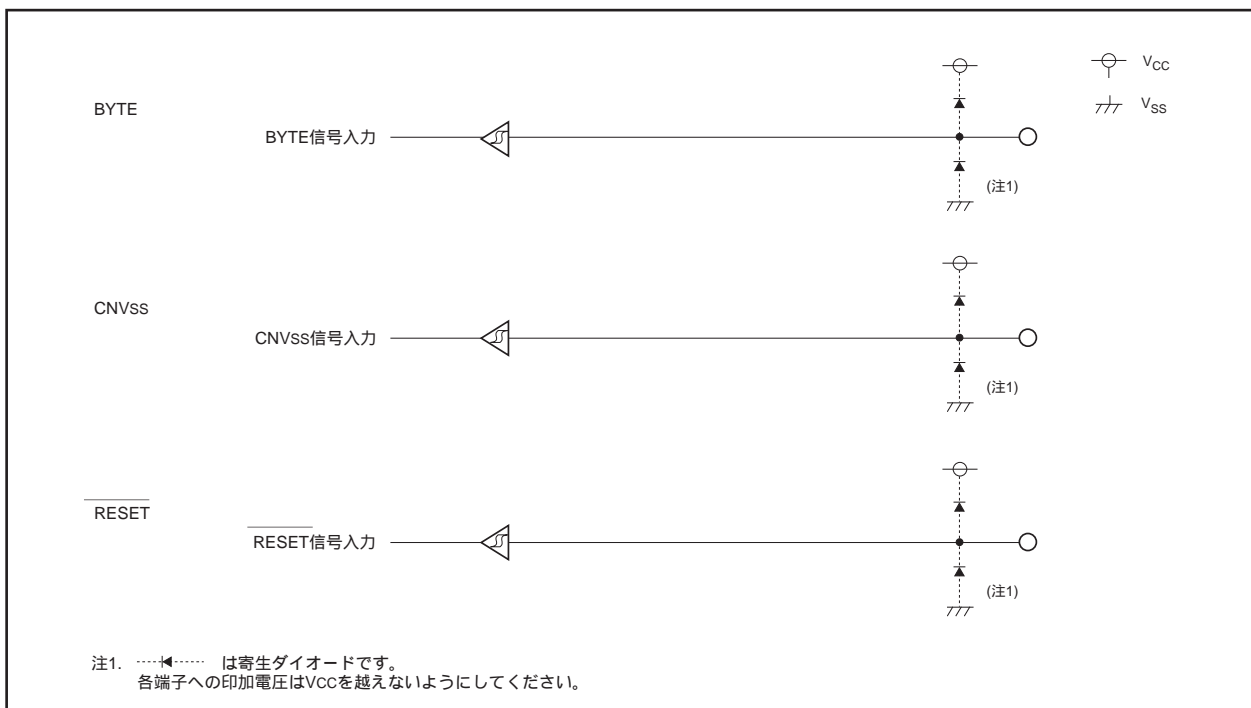 VCC
VSS
BYTE
BYTE信号入力
(注1)
CNVSS
CNVSS信号入力
(注1)
RESET
RESET信号入力
(注1)
注1. は寄生ダイオードです。
各端子への印加電圧はVCCを越えないようにしてください。